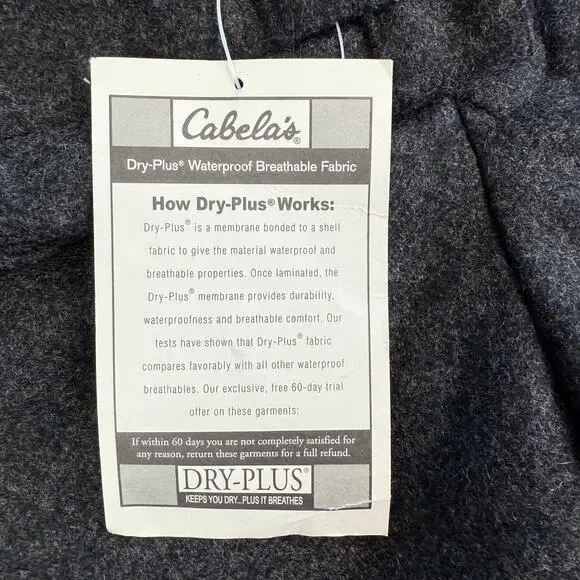 Cabela's®
Dry-Plus® Waterproof Breathable Fabric
How Dry-Plus® Works:
Dry-Plus® is a membrane bonded to a shell
fabric to give the material waterproof and
breathable properties. Once laminated, the
Dry-Plus® membrane provides durability,
waterproofness and breathable comfort. Our
tests have shown that Dry-Plus® fabric
compares favorably with all other waterproof
breathables. Our exclusive, free 60-day trial
offer on these garments:
If within 60 days you are not completely satisfied for
any reason, return these garments for a full refund.
DRY-PLUS®
KEEPS YOU DRY...PLUS IT BREATHES